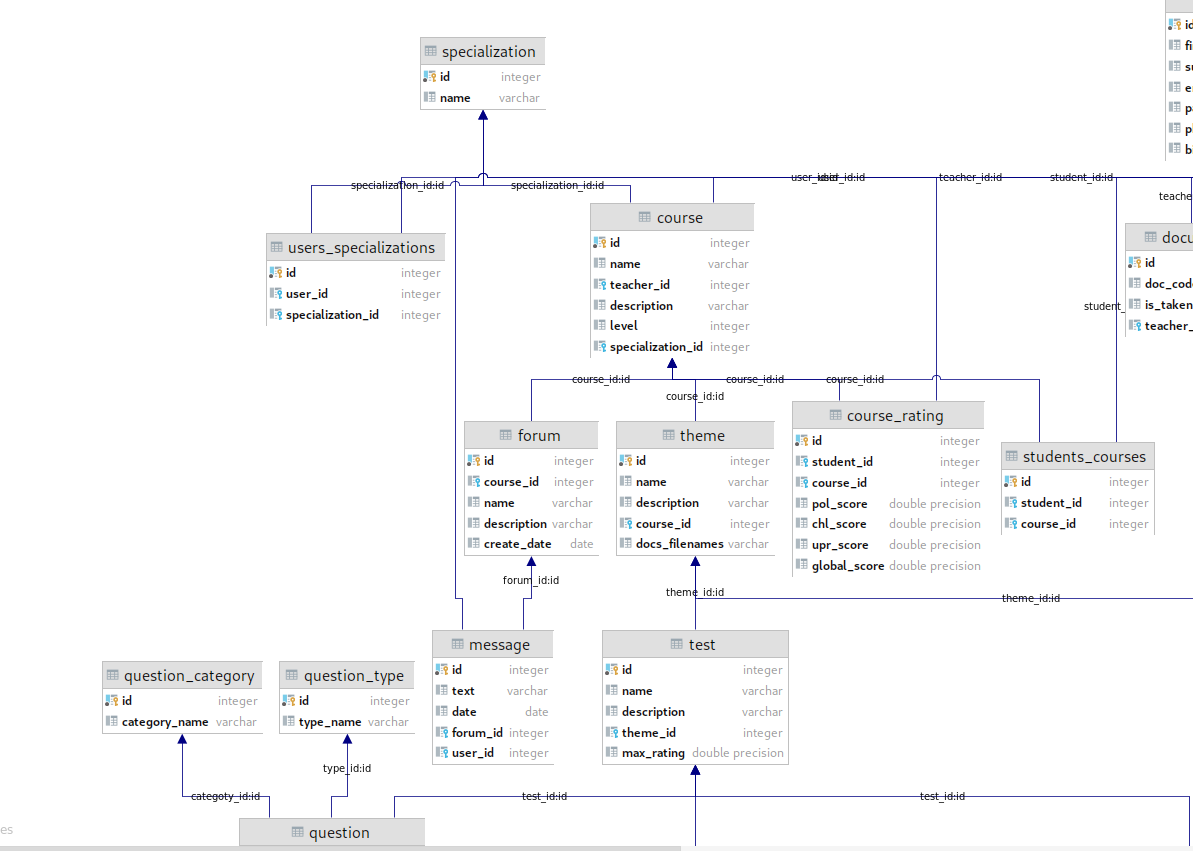 specialization
id integer
name varchar
specialization_id:id
specialization_id:id
teacher_id:id
student_id:id
users_specializations
id integer
user_id integer
specialization_id integer
course
id integer
name varchar
teacher_id integer
description varchar
level integer
specialization_id integer
id
doc_cod
is_taken
teacher_
student_
course_id:id
course_id:id
course_id:id
course_id:id
forum
id integer
course_id integer
name varchar
description varchar
create_date date
theme
id integer
name varchar
description varchar
course_id integer
docs_filenames varchar
course_rating
id integer
student_id integer
course_id integer
pol_score double precision
chl_score double precision
upr_score double precision
global_score double precision
students_courses
id integer
student_id integer
course_id integer
forum_id:id
theme_id:id
theme_id:id
message
id integer
text varchar
date date
forum_id integer
user_id integer
test
id integer
name varchar
description varchar
theme_id integer
max_rating double precision
question_category
id integer
category_name varchar
question_type
id integer
type_name varchar
type_id:id
categoty_id:id
test_id:id
test_id:id
question
es